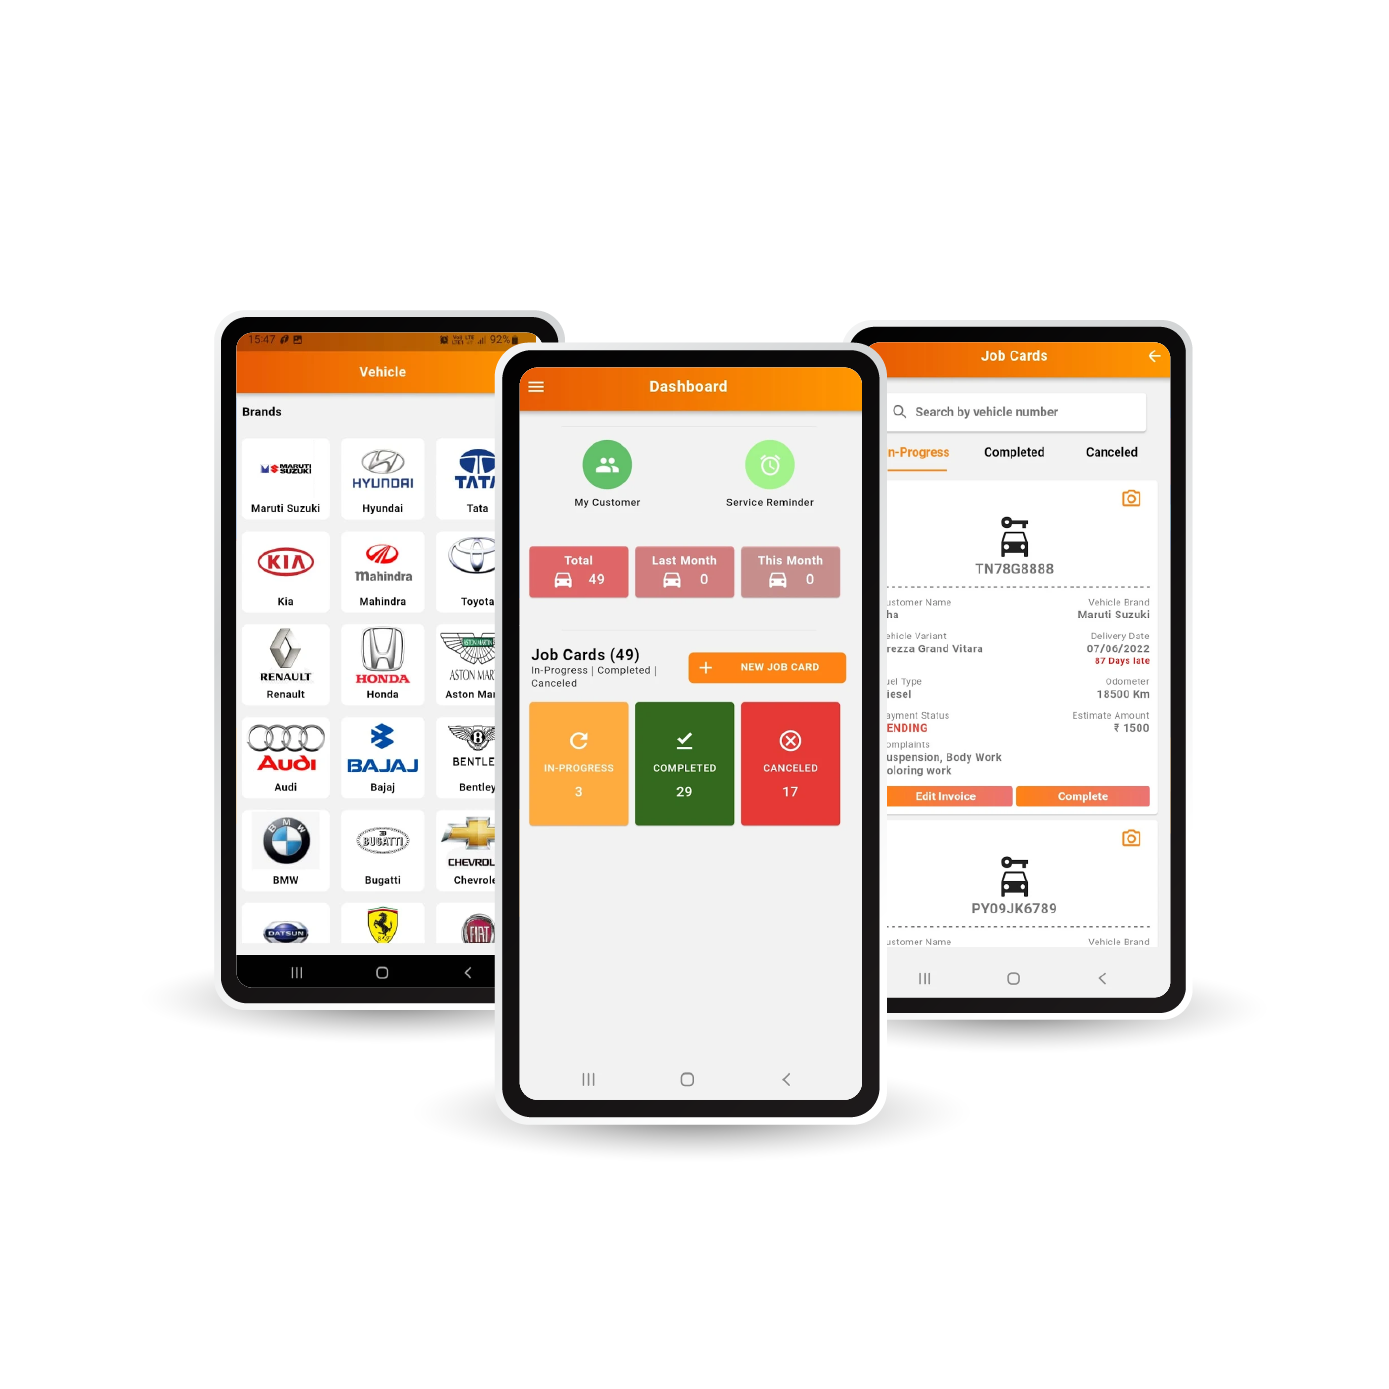 15:47
92%
Vehicle
Brands
MARUTI
SUZUKI
Maruti Suzuki
HYUNDAI
Hyundai
TATA
Tata
KIA
Kia
Mahindra
Mahindra
Toyota
RENAULT
Renault
HONDA
Honda
ASTON MARTIN
ASTON MAR
Aston Mar
Audi
Audi
BAJAJ
Bajaj
B
BENTLE
Bentley
BMW
BMW
BUGATTI
Bugatti
CHEVROL
Chevrole
DATSUN
FIAT
Dashboard
My Customer
Service Reminder
Total
49
Last Month
0
This Month
0
Job Cards (49)
In-Progress | Completed |
Canceled
NEW JOB CARD
IN-PROGRESS
3
COMPLETED
29
CANCELED
17
Job Cards
Search by vehicle number
n-Progress Completed Canceled
TN78G8888
ustomer Name Vehicle Brand
ha Maruti Suzuki
ehicle Variant Delivery Date
rezza Grand Vitara 07/06/2022
87 Days late
uel Type Odometer
iesel 18500 Km
ayment Status Estimate Amount
ENDING ₹ 1500
omplaints
uspension, Body Work
oloring work
Edit Invoice Complete
PY09JK6789
ustomer Name Vehicle Brand